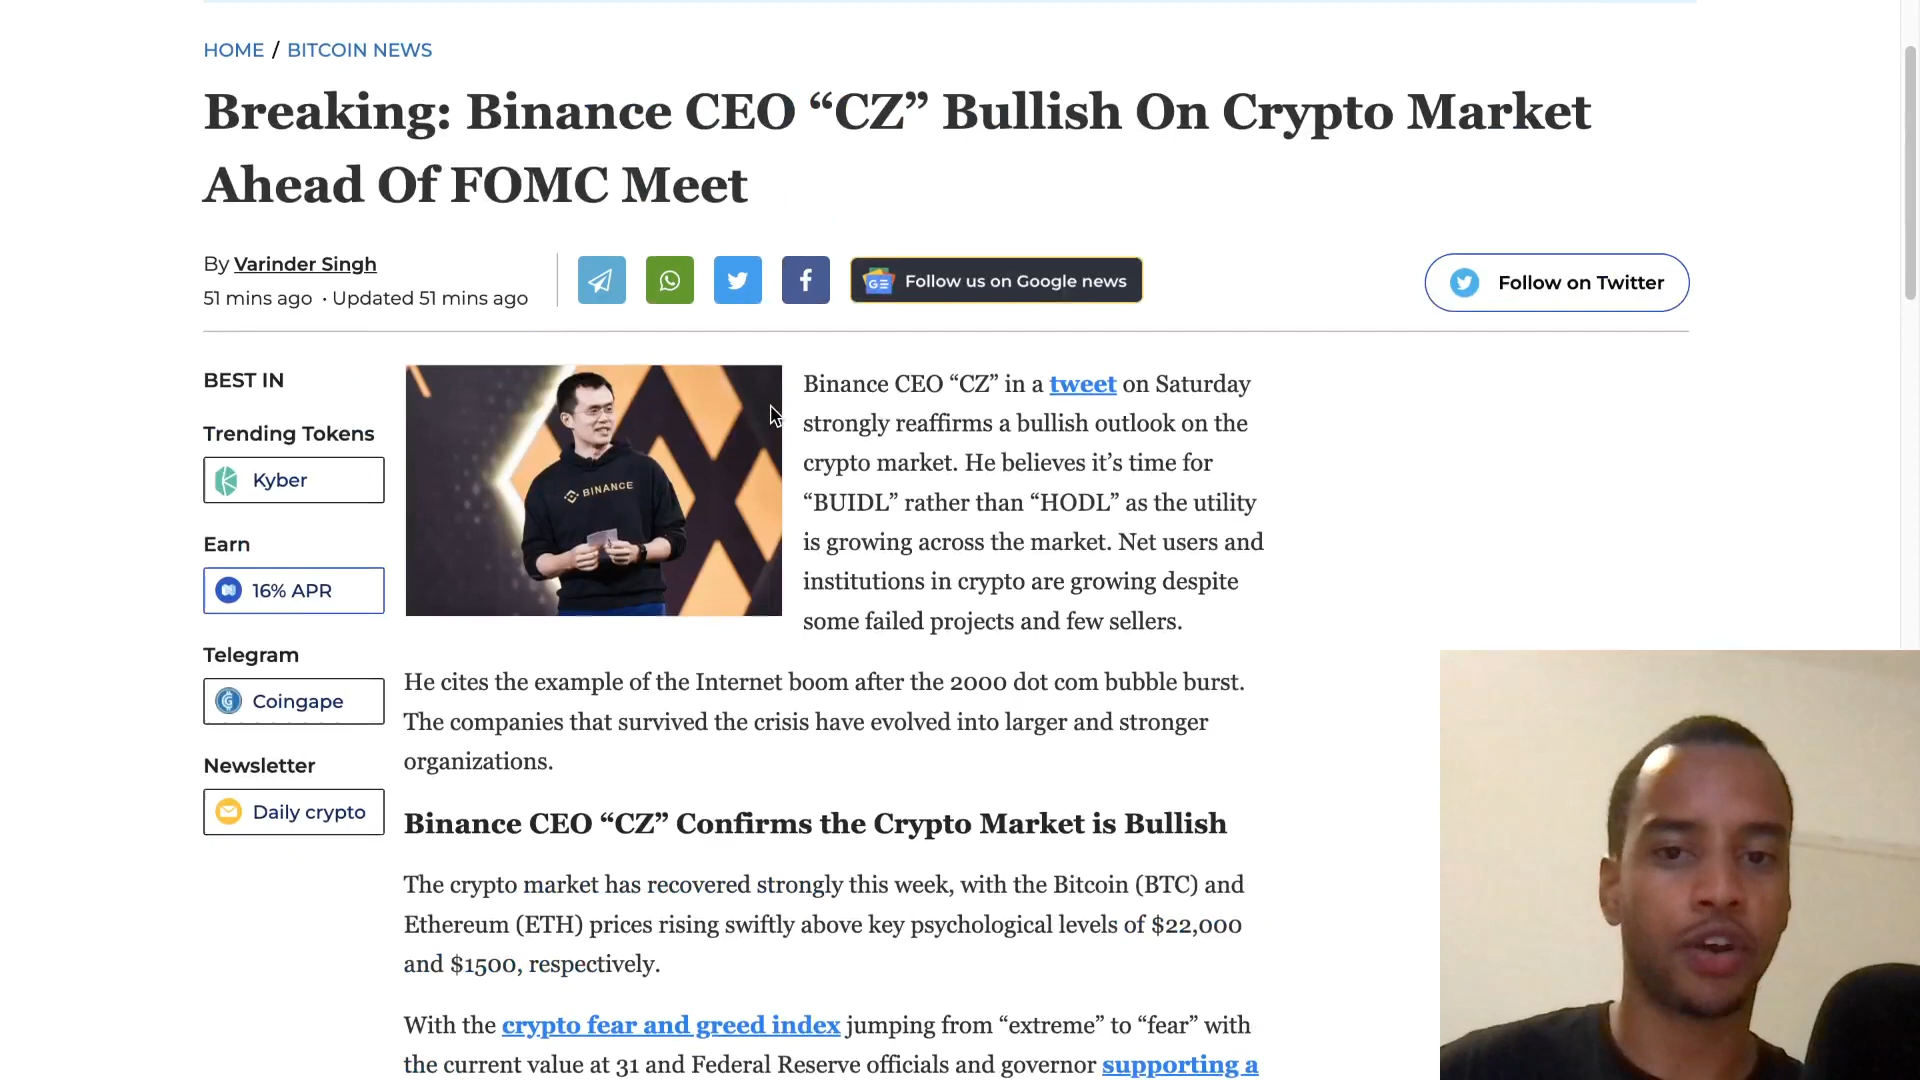 HOME / BITCOIN NEWS
Breaking: Binance CEO “CZ” Bullish On Crypto Market
Ahead Of FOMC Meet
By Varinder Singh
51 mins ago · Updated 51 mins ago
Follow us on Google news
Follow on Twitter
BEST IN
Trending Tokens
Kyber
Earn
16% APR
Telegram
Coingape
Newsletter
Daily crypto
BINANCE
Binance CEO “CZ” in a tweet on Saturday
strongly reaffirms a bullish outlook on the
crypto market. He believes it’s time for
“BUIDL” rather than “HODL” as the utility
is growing across the market. Net users and
institutions in crypto are growing despite
some failed projects and few sellers.
He cites the example of the Internet boom after the 2000 dot com bubble burst.
The companies that survived the crisis have evolved into larger and stronger
organizations.
Binance CEO “CZ” Confirms the Crypto Market is Bullish
The crypto market has recovered strongly this week, with the Bitcoin (BTC) and
Ethereum (ETH) prices rising swiftly above key psychological levels of $22,000
and $1500, respectively.
With the crypto fear and greed index jumping from “extreme” to “fear” with
the current value at 31 and Federal Reserve officials and governor supporting a